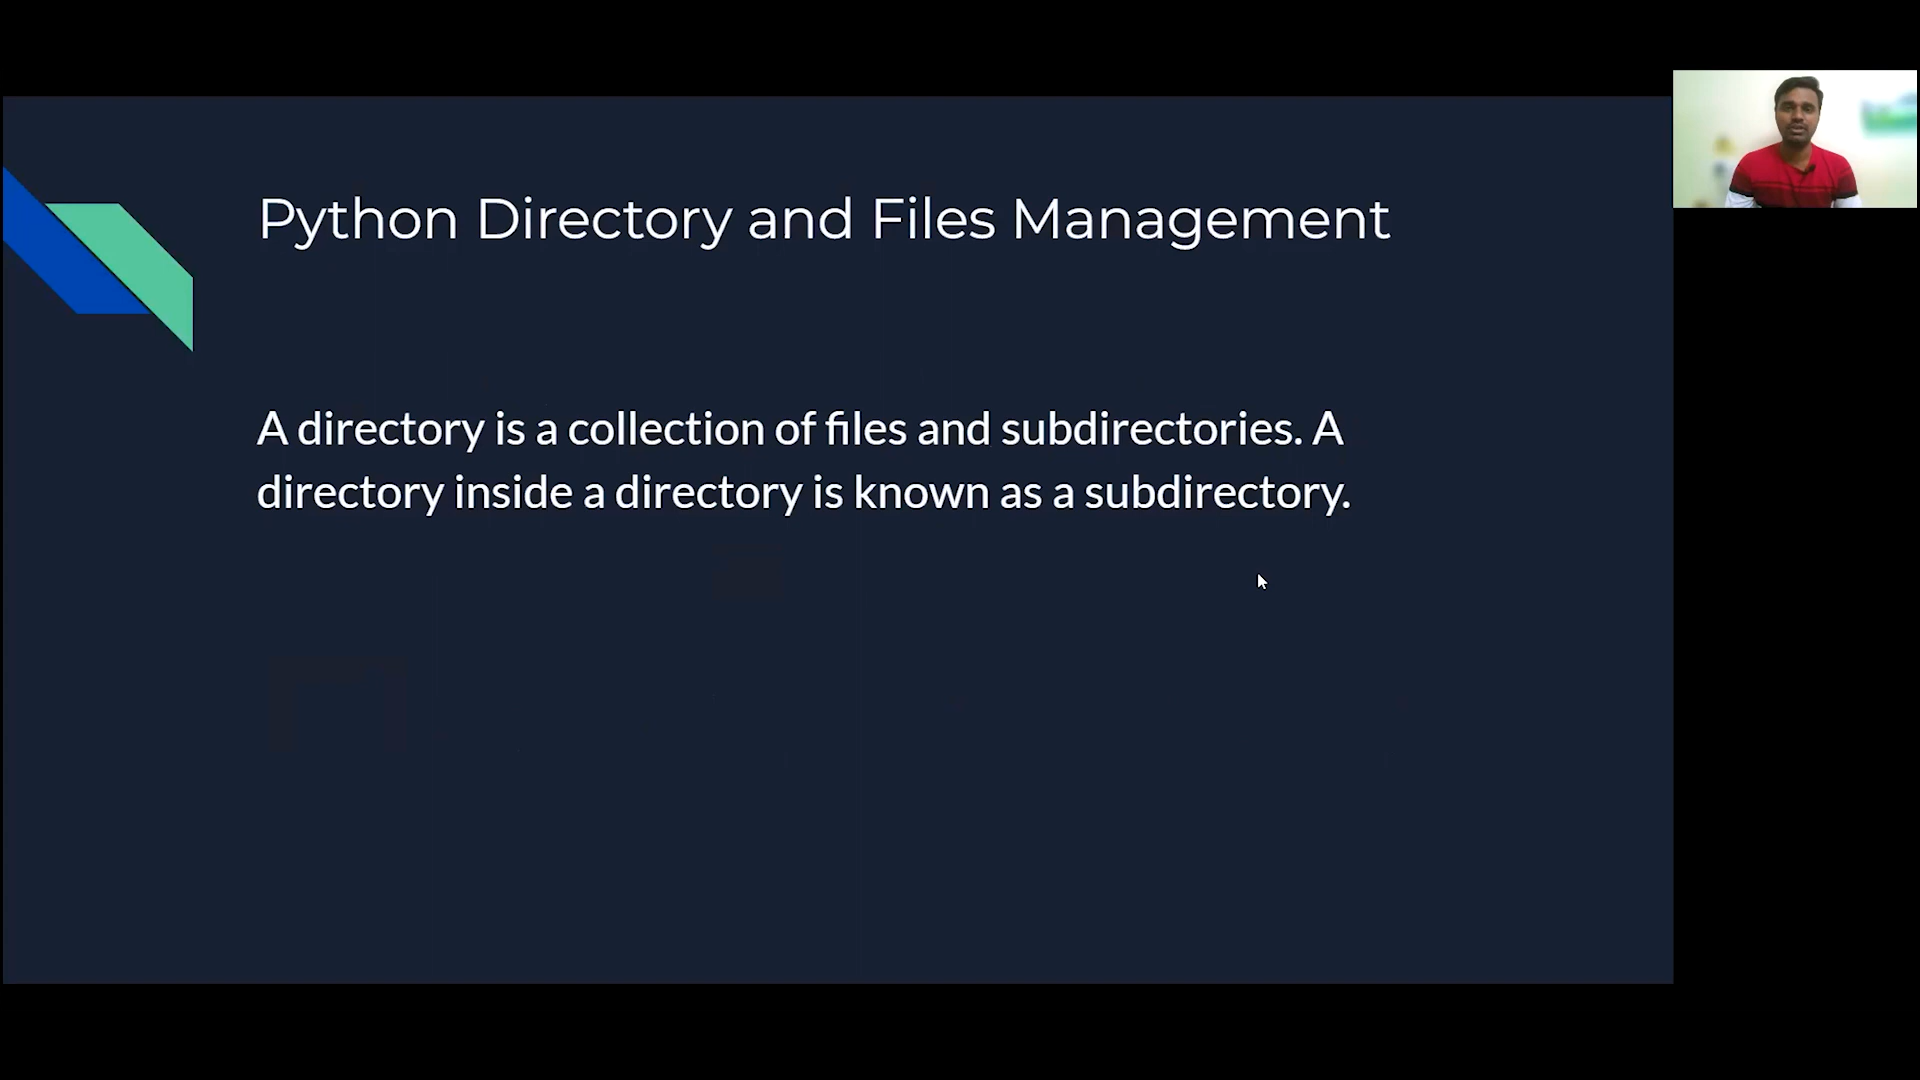 Python Directory and Files Management
A directory is a collection of files and subdirectories. A
directory inside a directory is known as a subdirectory.